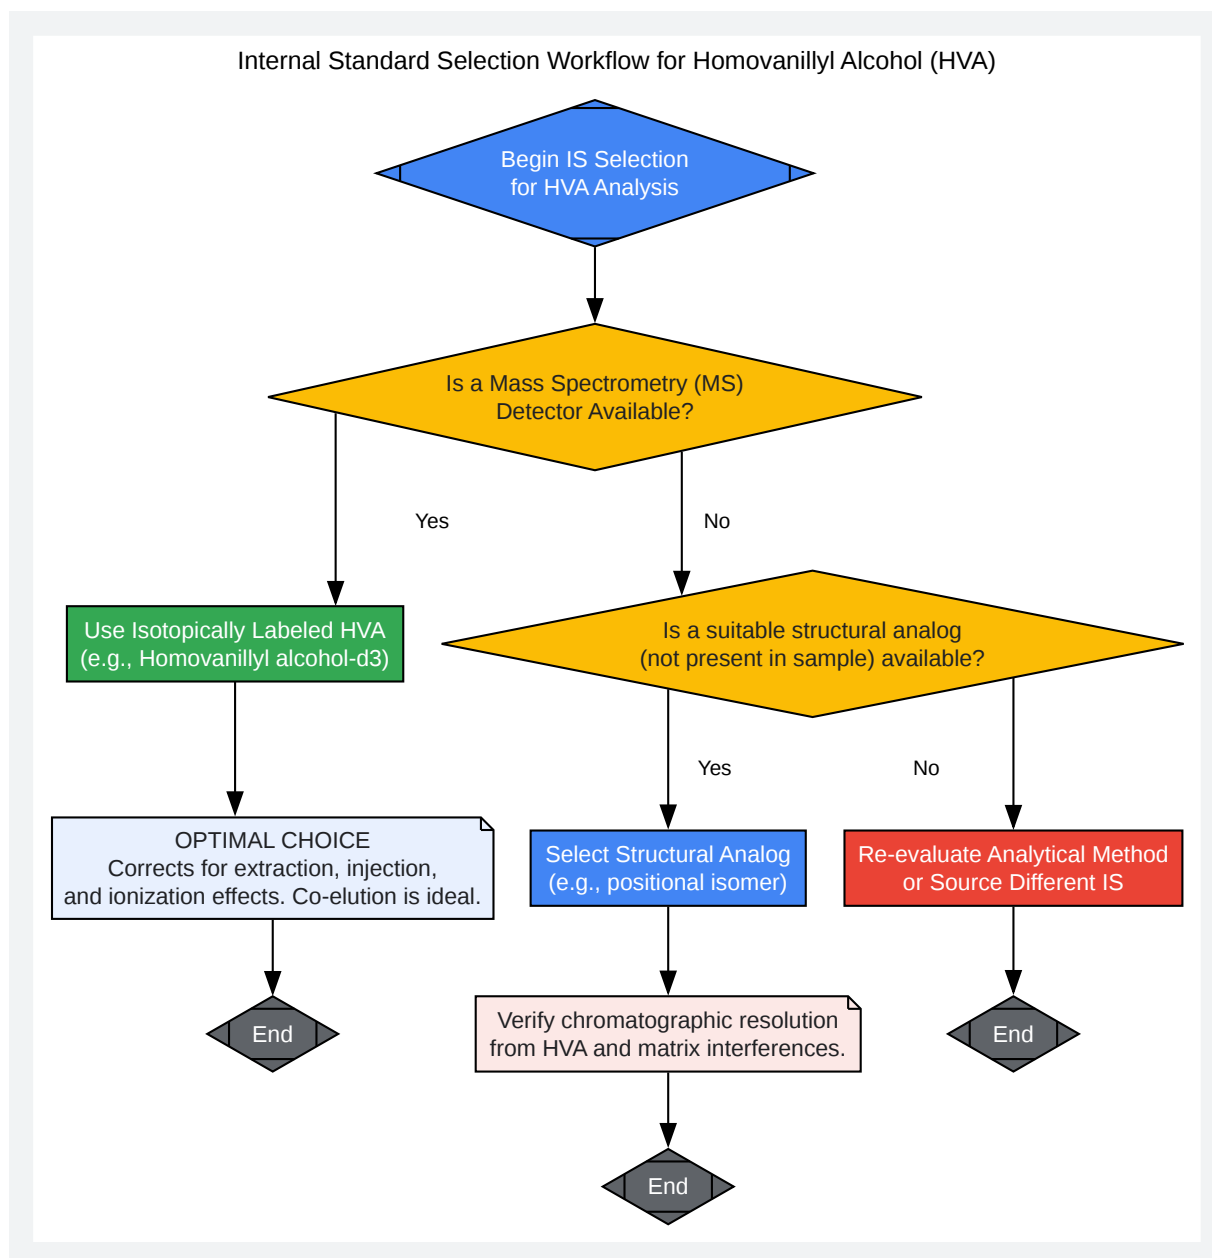 Internal Standard Selection Workflow for Homovanillyl Alcohol (HVA)
Begin IS Selection
for HVA Analysis
Is a Mass Spectrometry (MS)
Detector Available?
Yes
No
Use Isotopically Labeled HVA
(e.g., Homovanillyl alcohol-d3)
Is a suitable structural analog
(not present in sample) available?
Yes
No
OPTIMAL CHOICE
Corrects for extraction, injection,
and ionization effects. Co-elution is ideal.
Select Structural Analog
(e.g., positional isomer)
Re-evaluate Analytical Method
or Source Different IS
End
Verify chromatographic resolution
from HVA and matrix interferences.
End
End